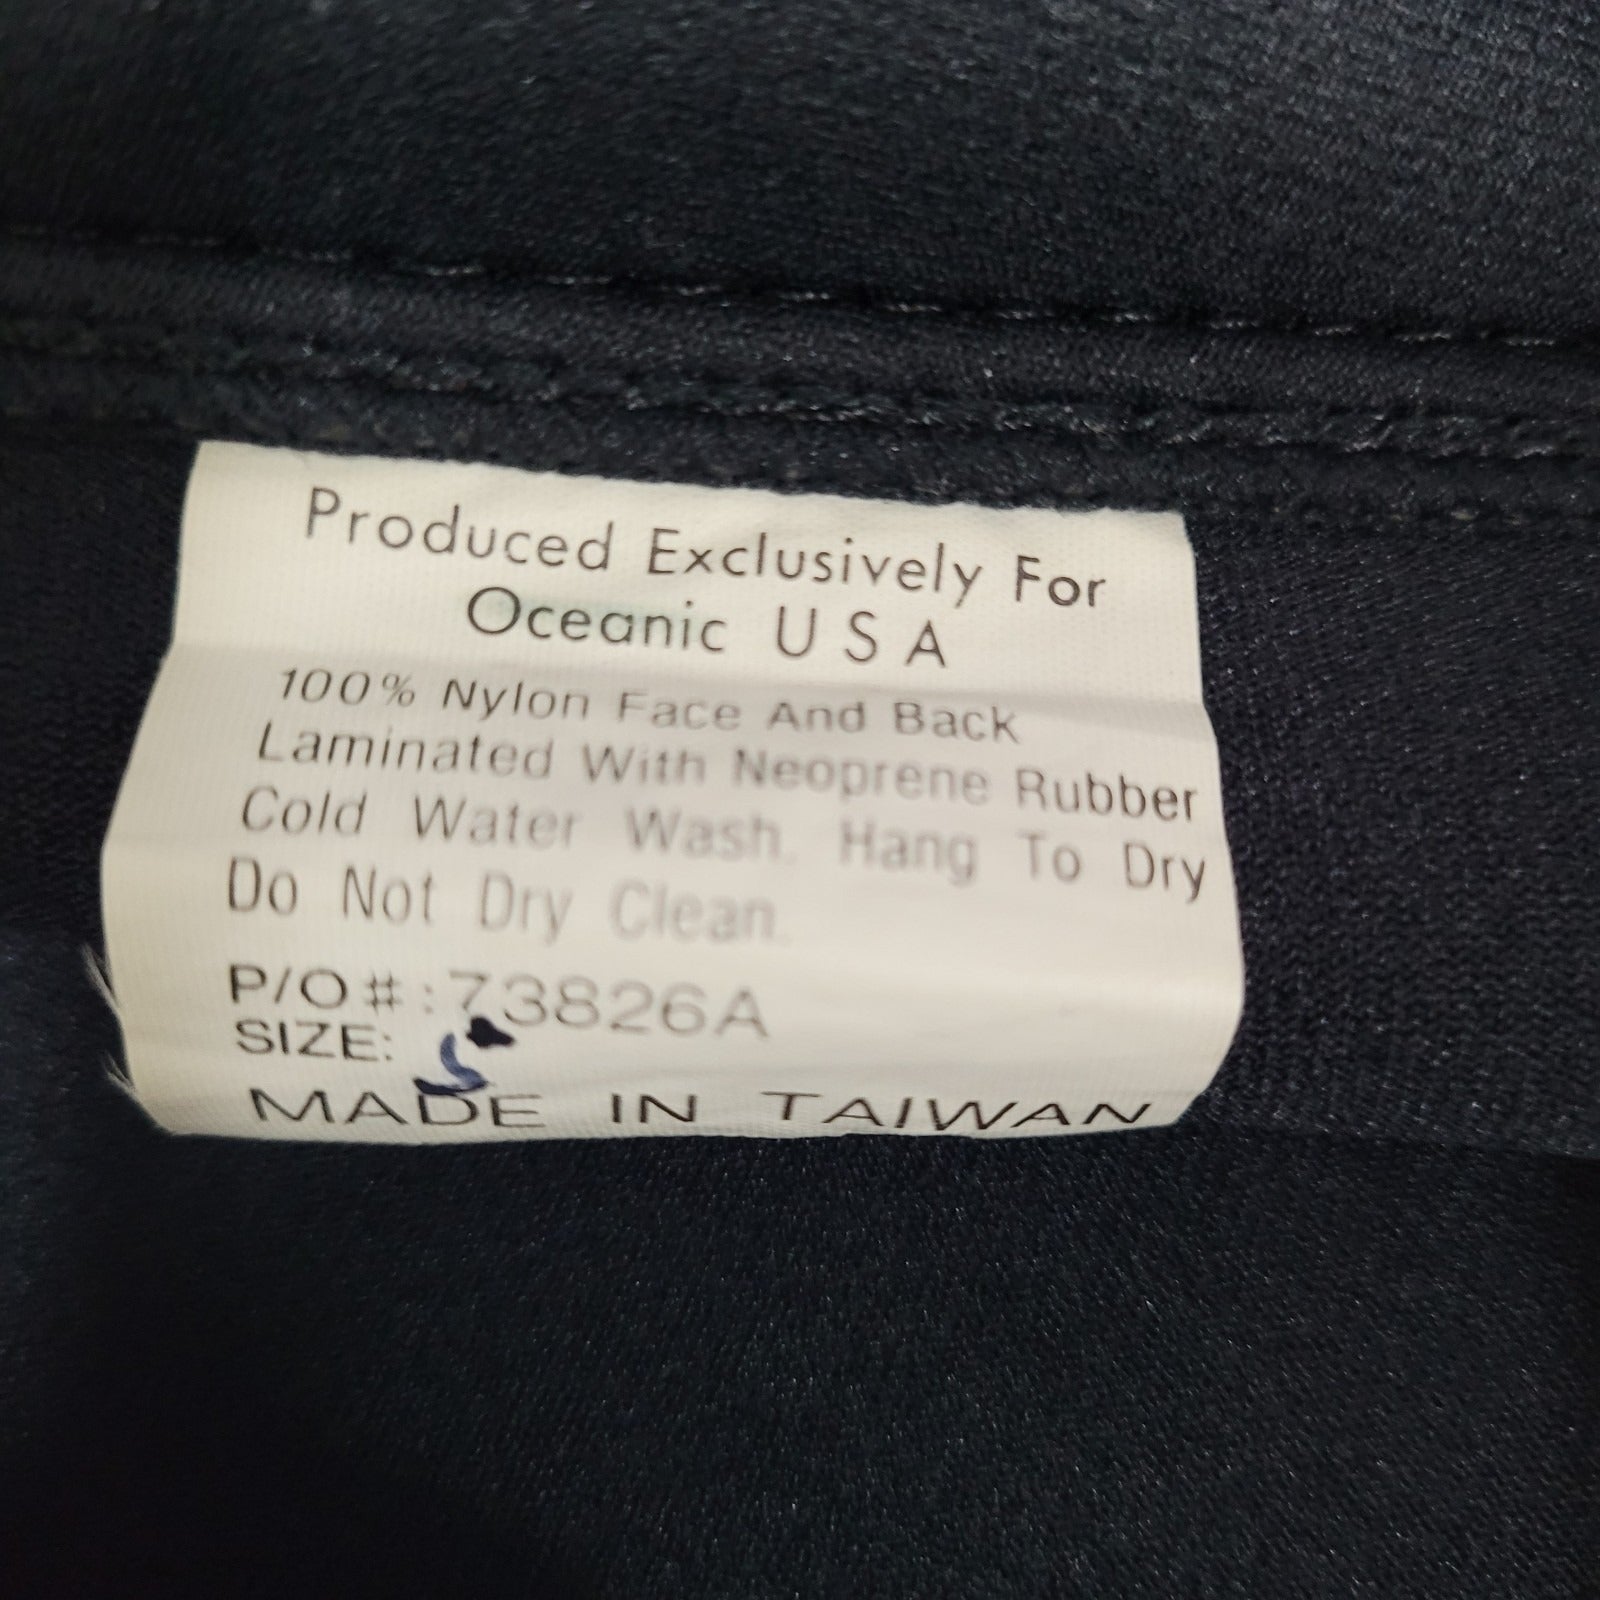 Produced Exclusively For
Oceanic USA
100% Nylon Face And Back
Laminated With Neoprene Rubber
Cold Water Wash. Hang To Dry
Do Not Dry Clean.
P/O#:73826A
SIZE: S
MADE IN TAIWAN